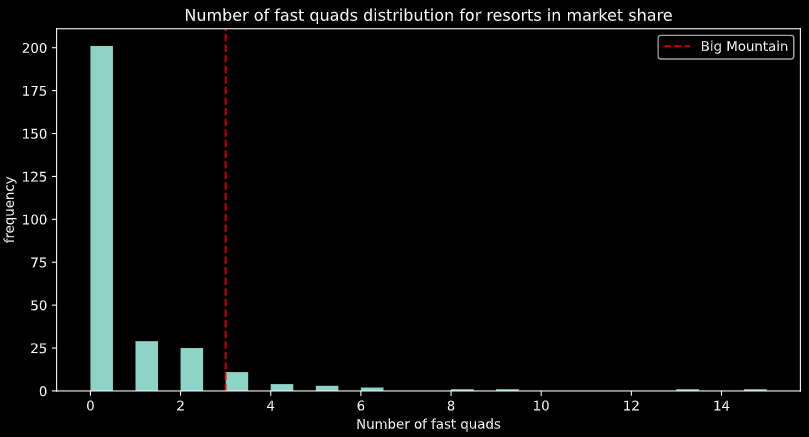 Number of fast quads distribution for resorts in market share
Big Mountain
frequency
200
175
150
125
100
75
50
25
0
0 2 4 6 8 10 12 14
Number of fast quads